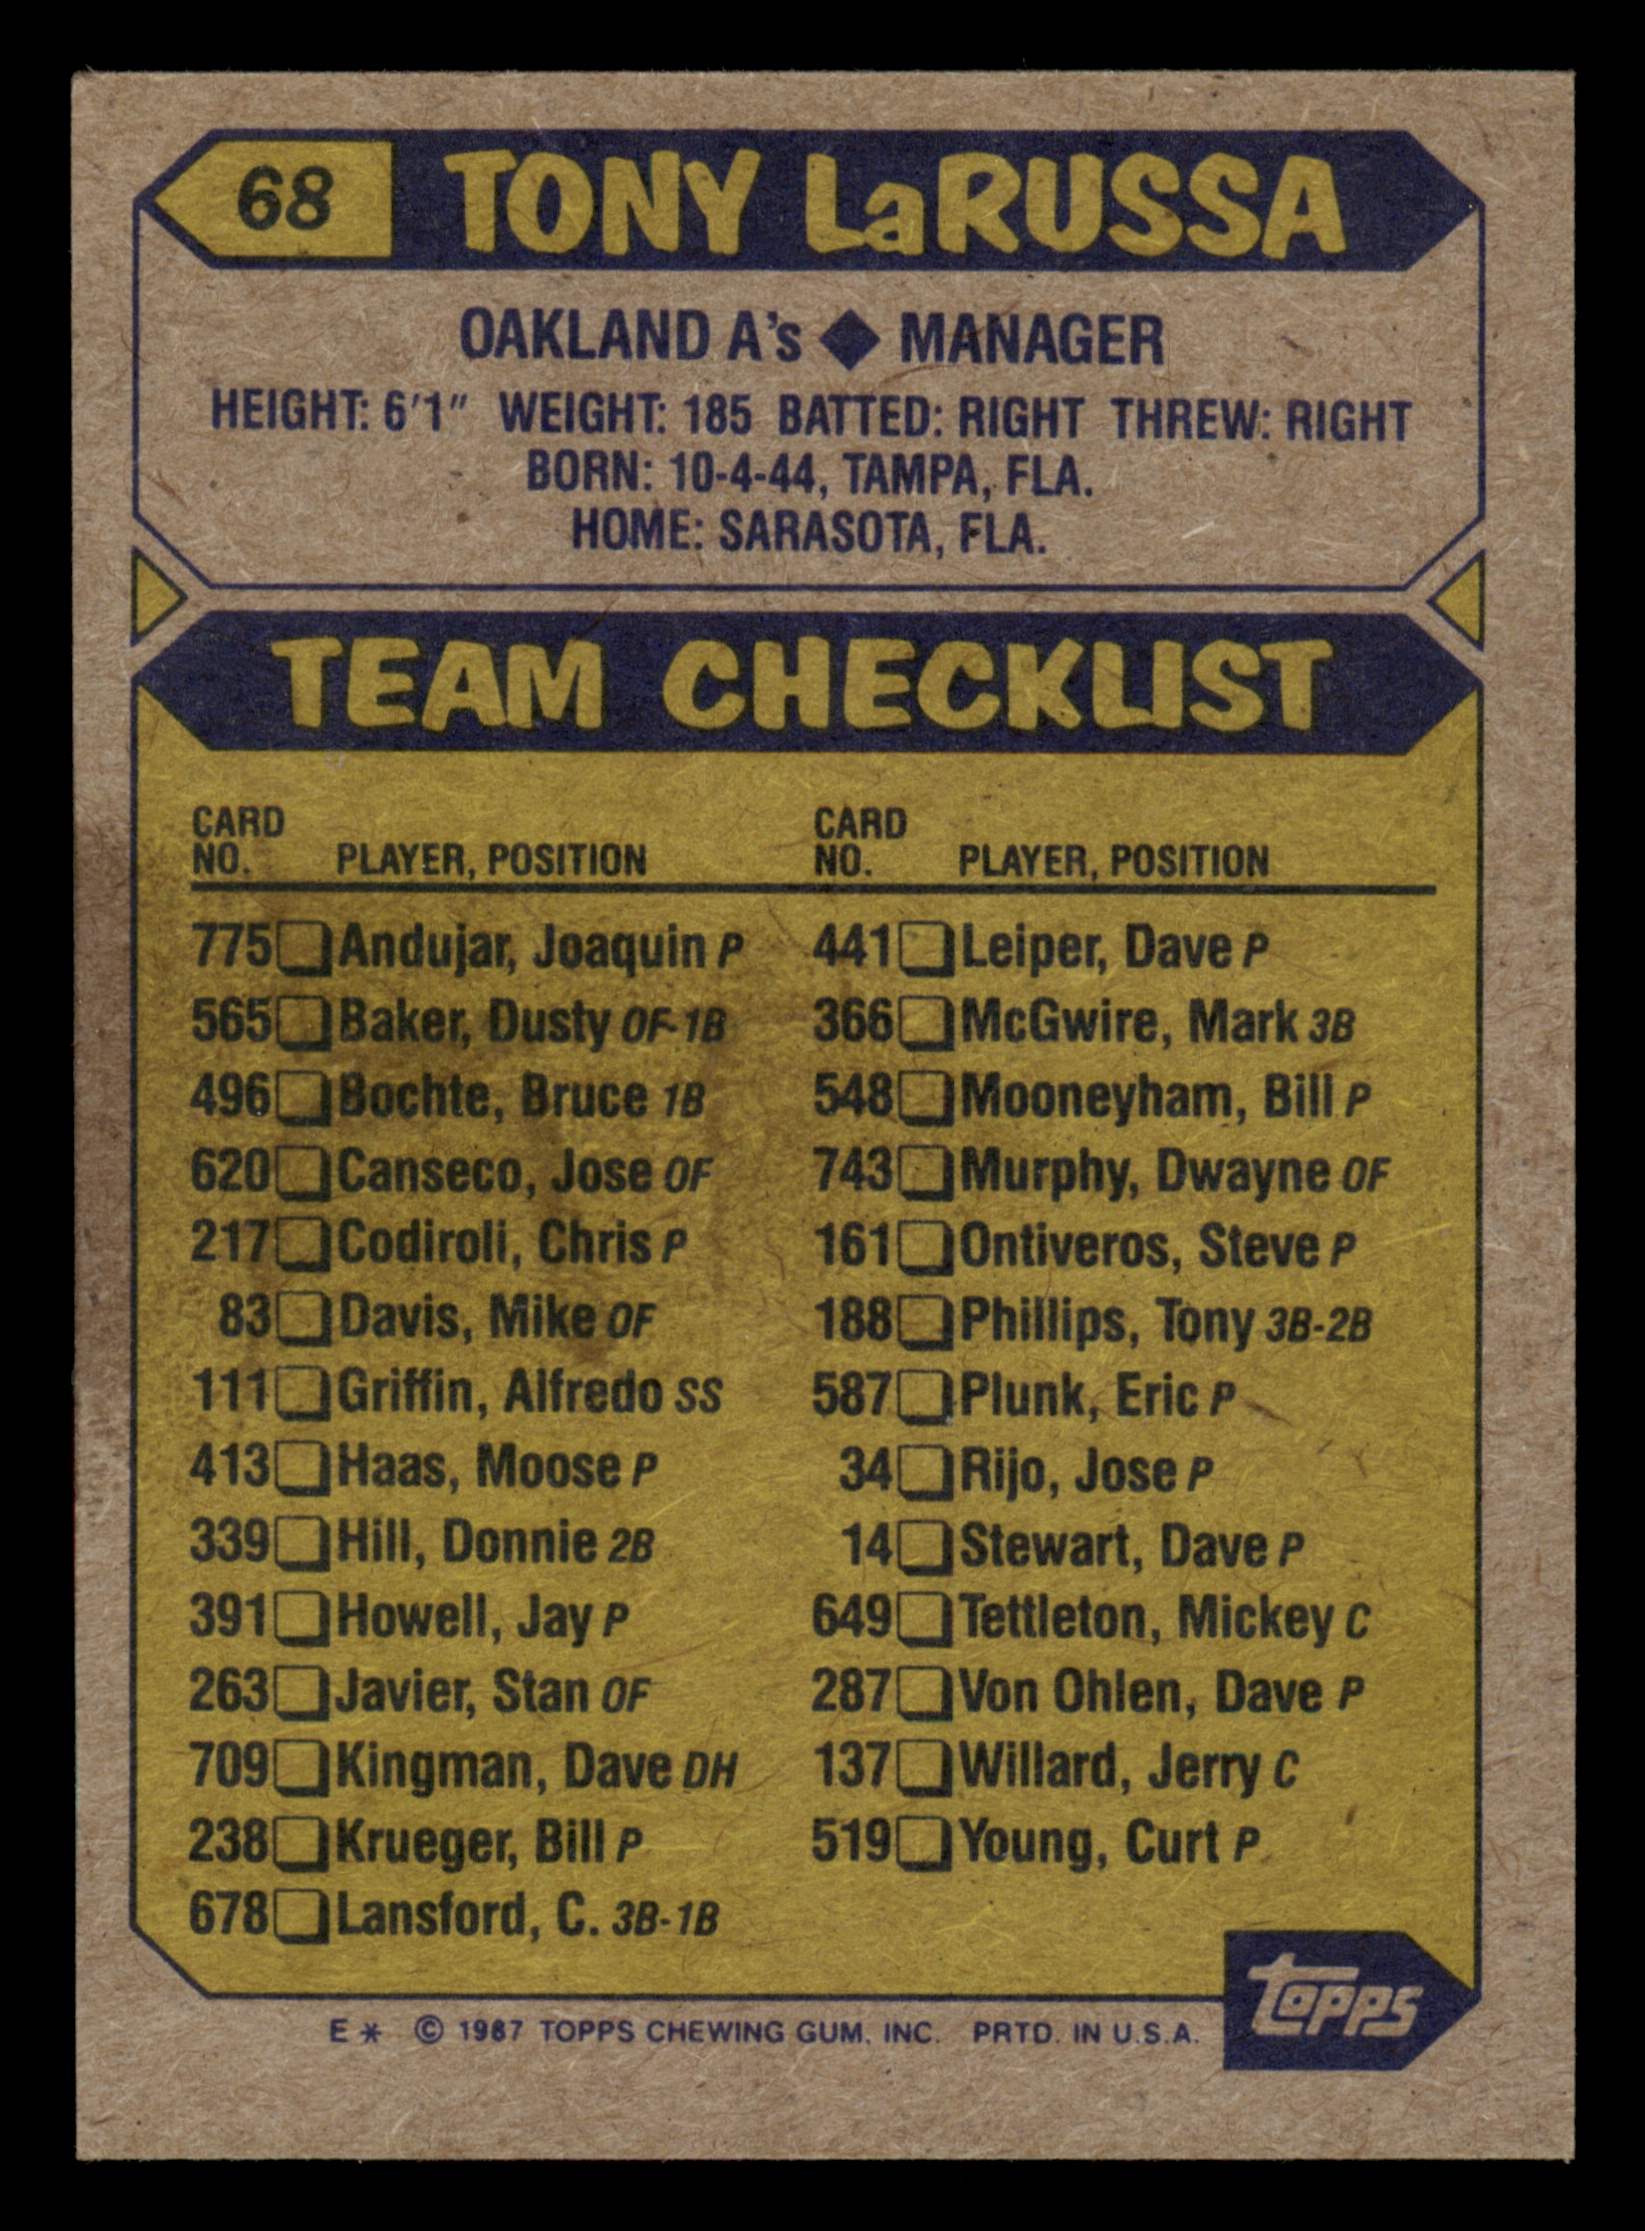 68 TONY LaRUSSA
OAKLAND A's ◆ MANAGER
HEIGHT: 6'1" WEIGHT: 185 BATTED: RIGHT THREW: RIGHT
BORN: 10-4-44, TAMPA, FLA.
HOME: SARASOTA, FLA.
TEAM CHECKLIST
CARD NO. PLAYER, POSITION
775 Andujar, Joaquin P
565 Baker, Dusty OF-1B
496 Bochte, Bruce 1B
620 Canseco, Jose OF
217 Codiroli, Chris P
83 Davis, Mike OF
111 Griffin, Alfredo SS
413 Haas, Moose P
339 Hill, Donnie 2B
391 Howell, Jay P
263 Javier, Stan OF
709 Kingman, Dave DH
238 Krueger, Bill P
678 Lansford, C. 3B-1B
CARD NO. PLAYER, POSITION
441 Leiper, Dave P
366 McGwire, Mark 3B
548 Mooneyham, Bill P
743 Murphy, Dwayne OF
161 Ontiveros, Steve P
188 Phillips, Tony 3B-2B
587 Plunk, Eric P
34 Rijo, Jose P
14 Stewart, Dave P
649 Tettleton, Mickey C
287 Von Ohlen, Dave P
137 Willard, Jerry C
519 Young, Curt P
topps
E* © 1987 TOPPS CHEWING GUM, INC. PRTD. IN U.S.A.